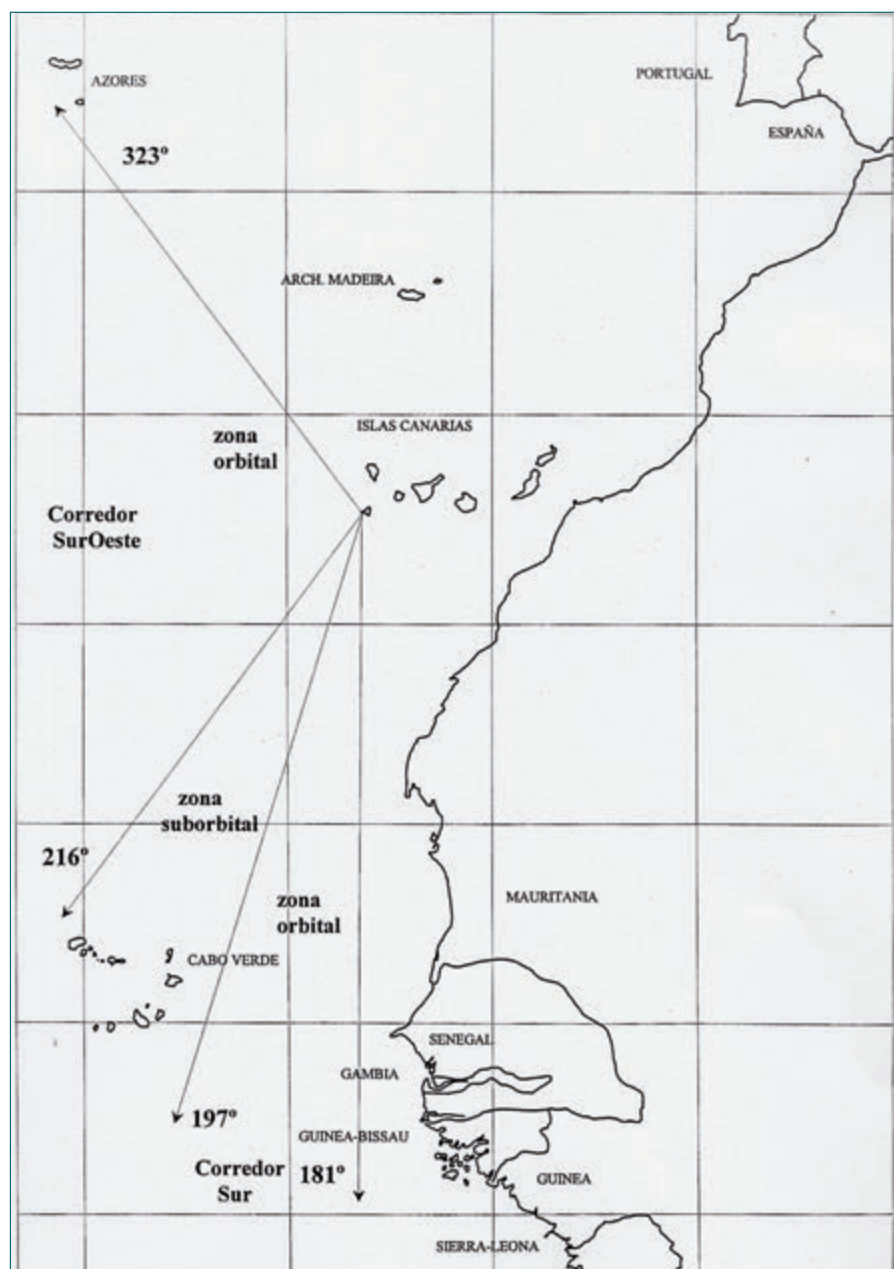 AZORES
PORTUGAL
323º
ESPAÑA
ARCH. MADEIRA
ISLAS CANARIAS
zona
orbital
Corredor
SurOeste
zona
suborbital
216º
zona
orbital
MAURITANIA
CABO VERDE
SENEGAL
GAMBIA
197º
GUINEA-BISSAU
Corredor
Sur
181º
GUINEA
SIERRA-LEONA